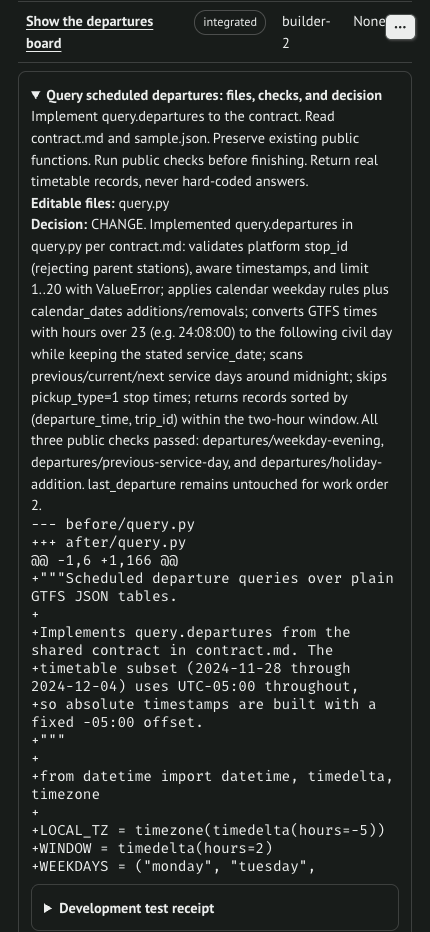 Show the departures
board
integrated
builder-
2
None
...
▼ Query scheduled departures: files, checks, and decision
Implement query.departures to the contract. Read
contract.md and sample.json. Preserve existing public
functions. Run public checks before finishing. Return real
timetable records, never hard-coded answers.
Editable files: query.py
Decision: CHANGE. Implemented query.departures in
query.py per contract.md: validates platform stop_id
(rejecting parent stations), aware timestamps, and limit
1..20 with ValueError; applies calendar weekday rules plus
calendar_dates additions/removals; converts GTFS times
with hours over 23 (e.g. 24:08:00) to the following civil day
while keeping the stated service_date; scans
previous/current/next service days around midnight; skips
pickup_type=1 stop times; returns records sorted by
(departure_time, trip_id) within the two-hour window. All
three public checks passed: departures/weekday-evening,
departures/previous-service-day, and departures/holiday-
addition. last_departure remains untouched for work order
2.
--- before/query.py
+++ after/query.py
@@ -1,6 +1,166 @@
+"""Scheduled departure queries over plain
GTFS JSON tables.
+
+Implements query.departures from the
shared contract in contract.md. The
+timetable subset (2024-11-28 through
2024-12-04) uses UTC-05:00 throughout,
+so absolute timestamps are built with a
fixed -05:00 offset.
+"""
+
+from datetime import datetime, timedelta,
timezone
+
+LOCAL_TZ = timezone(timedelta(hours=-5))
+WINDOW = timedelta(hours=2)
+WEEKDAYS = ("monday", "tuesday",
▶ Development test receipt